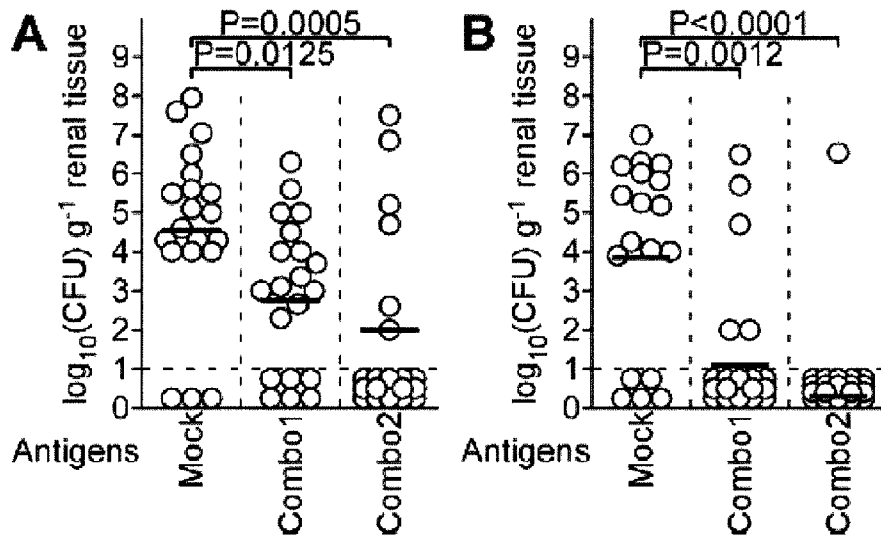 A
P=0.0005
P=0.0125
log10(CFU) g-1 renal tissue
9
8
7
6
5
4
3
2
1
0
Antigens
Mock
Combo1
Combo2
B
P<0.0001
P=0.0012
log10(CFU) g-1 renal tissue
9
8
7
6
5
4
3
2
1
0
Antigens
Mock
Combo1
Combo2